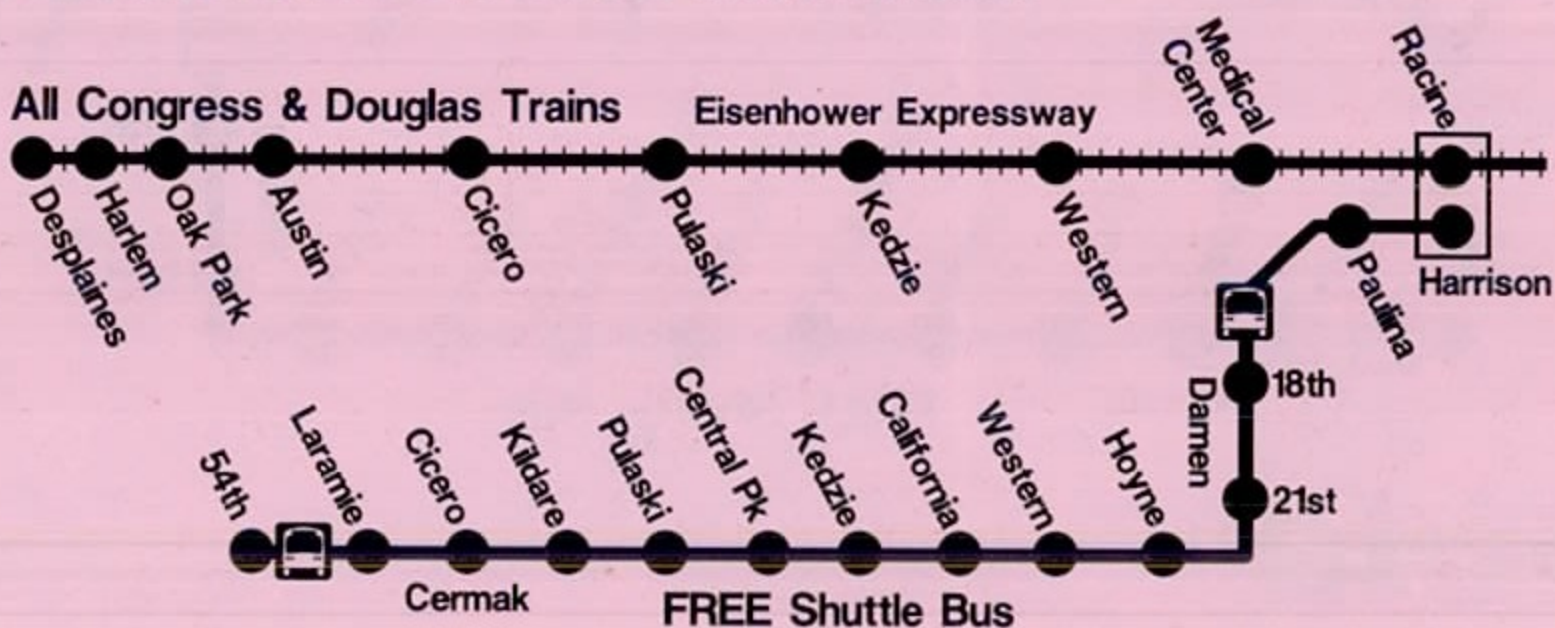 All Congress & Douglas Trains
Eisenhower Expressway
Desplaines
Harlem
Oak Park
Austin
Cicero
Pulaski
Kedzie
Western
Medical
Center
Racine
Harrison
Paulina
18th
Damen
21st
54th
Laramie
Cicero
Kildare
Pulaski
Central Pk
Kedzie
California
Western
Hoyne
Cermak
FREE Shuttle Bus